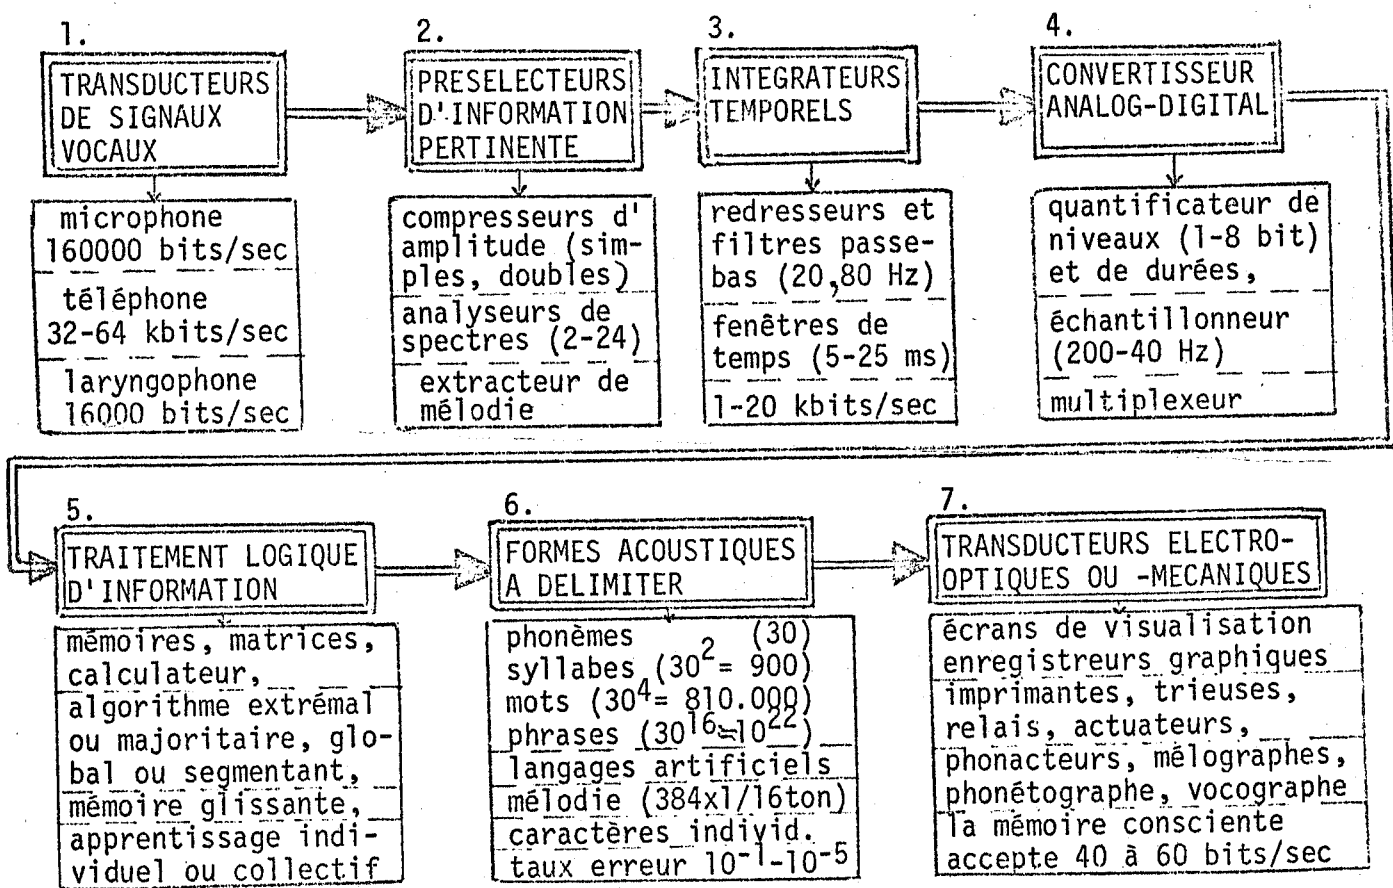 1.
TRANSDUCTEURS
DE SIGNAUX
VOCAUX
microphone
160000 bits/sec
téléphone
32-64 kbits/sec
laryngophone
16000 bits/sec
2.
PRESELECTEURS
D'INFORMATION
PERTINENTE
compresseurs d'
amplitude (sim-
ples, doubles)
analyseurs de
spectres (2-24)
extracteur de
mélodie
3.
INTEGRATEURS
TEMPORELS
redresseurs et
filtres passe-
bas (20,80 Hz)
fenêtres de
temps (5-25 ms)
1-20 kbits/sec
4.
CONVERTISSEUR
ANALOG-DIGITAL
quantificateur de
niveaux (1-8 bit)
et de durées,
échantillonneur
(200-40 Hz)
multiplexeur
5.
TRAITEMENT LOGIQUE
D'INFORMATION
mémoires, matrices,
calculateur,
algorithme extrémal
ou majoritaire, glo-
bal ou segmentant,
mémoire glissante,
apprentissage indi-
viduel ou collectif
6.
FORMES ACOUSTIQUES
A DELIMITER
phonèmes (30)
syllabes (30²= 900)
mots (30⁴= 810.000)
phrases (30¹⁶≒10²²)
langages artificiels
mélodie (384x1/16ton)
caractères individ.
taux erreur 10⁻¹-10⁻⁵
7.
TRANSDUCTEURS ELECTRO-
OPTIQUES OU -MECANIQUES
écrans de visualisation
enregistreurs graphiques
imprimantes, trieuses,
relais, actuateurs,
phonacteurs, mélographes,
phonétographe, vocographe
la mémoire consciente
accepte 40 à 60 bits/sec